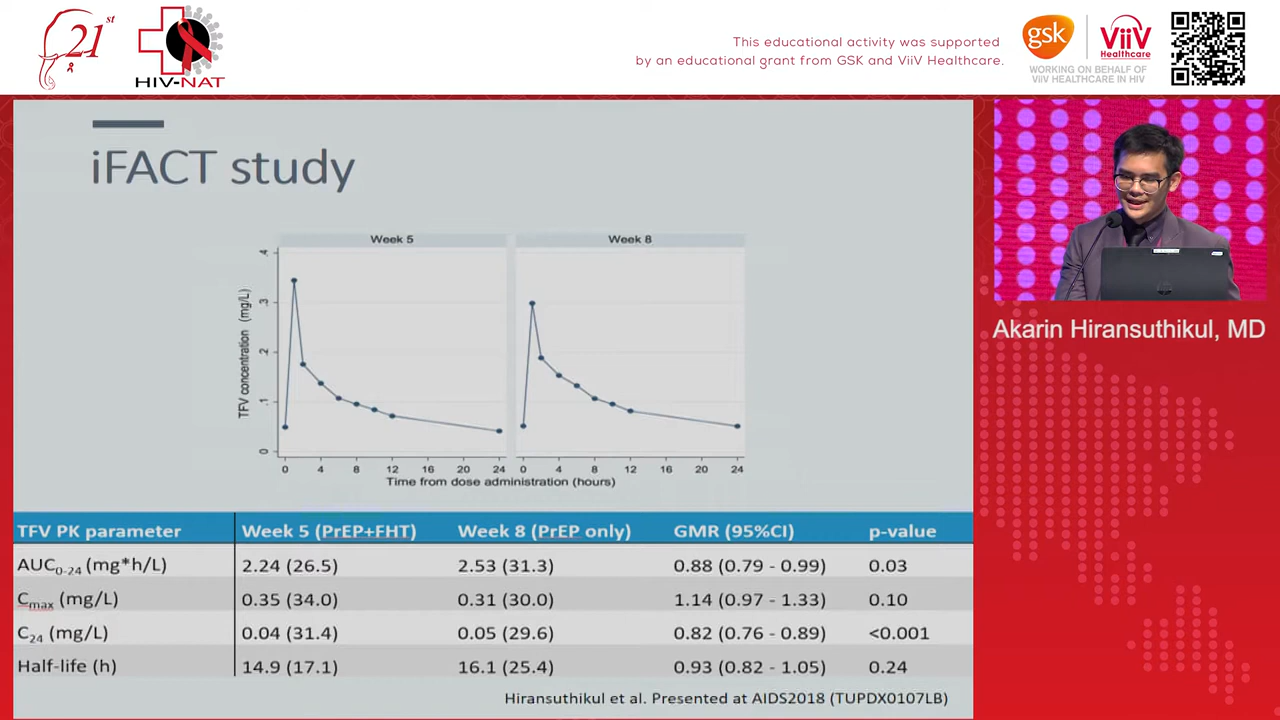 21st
HIV-NAT
This educational activity was supported
by an educational grant from GSK and ViiV Healthcare.
gsk
ViiV
Healthcare
WORKING ON BEHALF OF
ViiV HEALTHCARE IN HIV
iFACT study
Week 5
Week 8
TFV concentration (mg/L)
.4
.3
.2
.1
0
0 4 8 12 16 20 24
0 4 8 12 16 20 24
Time from dose administration (hours)
TFV PK parameter Week 5 (PrEP+FHT) Week 8 (PrEP only) GMR (95%CI) p-value
AUC0-24 (mg*h/L) 2.24 (26.5) 2.53 (31.3) 0.88 (0.79 - 0.99) 0.03
Cmax (mg/L) 0.35 (34.0) 0.31 (30.0) 1.14 (0.97 - 1.33) 0.10
C24 (mg/L) 0.04 (31.4) 0.05 (29.6) 0.82 (0.76 - 0.89) <0.001
Half-life (h) 14.9 (17.1) 16.1 (25.4) 0.93 (0.82 - 1.05) 0.24
Hiransuthikul et al. Presented at AIDS2018 (TUPDX0107LB)
Akarin Hiransuthikul, MD